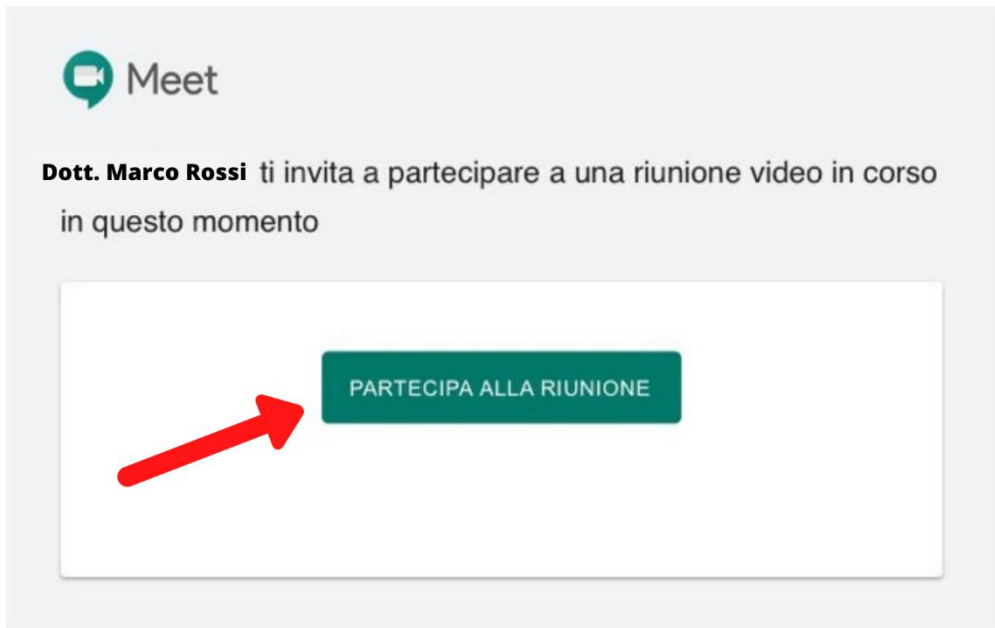 Meet
Dott. Marco Rossi ti invita a partecipare a una riunione video in corso
in questo momento
PARTECIPA ALLA RIUNIONE